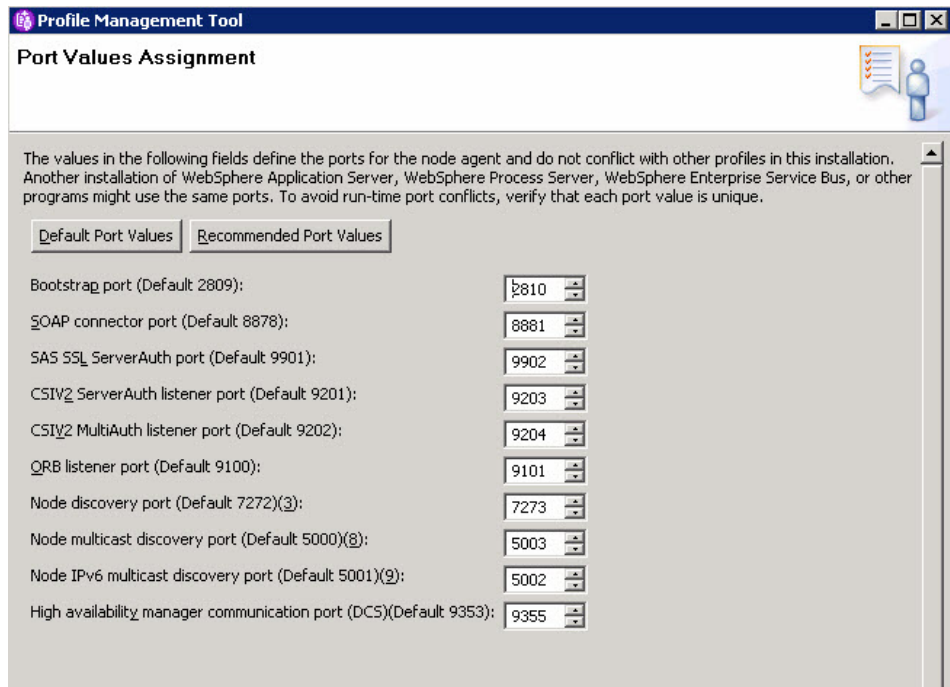 Profile Management Tool
Port Values Assignment
The values in the following fields define the ports for the node agent and do not conflict with other profiles in this installation.
Another installation of WebSphere Application Server, WebSphere Process Server, WebSphere Enterprise Service Bus, or other
programs might use the same ports. To avoid run-time port conflicts, verify that each port value is unique.
Default Port Values Recommended Port Values
Bootstrap port (Default 2809): 2810
SOAP connector port (Default 8878): 8881
SAS SSL ServerAuth port (Default 9901): 9902
CSIV2 ServerAuth listener port (Default 9201): 9203
CSIV2 MultiAuth listener port (Default 9202): 9204
ORB listener port (Default 9100): 9101
Node discovery port (Default 7272)(3): 7273
Node multicast discovery port (Default 5000)(8): 5003
Node IPv6 multicast discovery port (Default 5001)(9): 5002
High availability manager communication port (DCS)(Default 9353): 9355